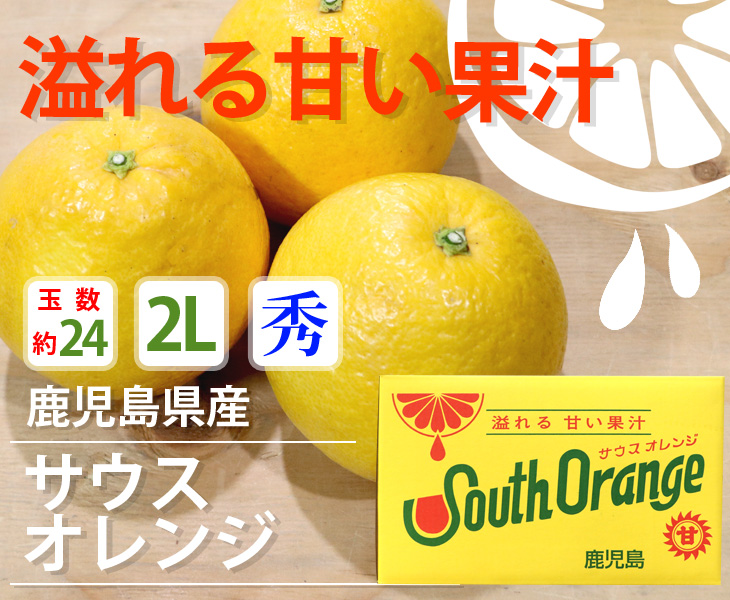 溢れる甘い果汁
玉数
約24
2L
秀
鹿児島県産
サウス
オレンジ
溢れる 甘い果汁
サウスオレンジ
South Orange
甘
鹿児島